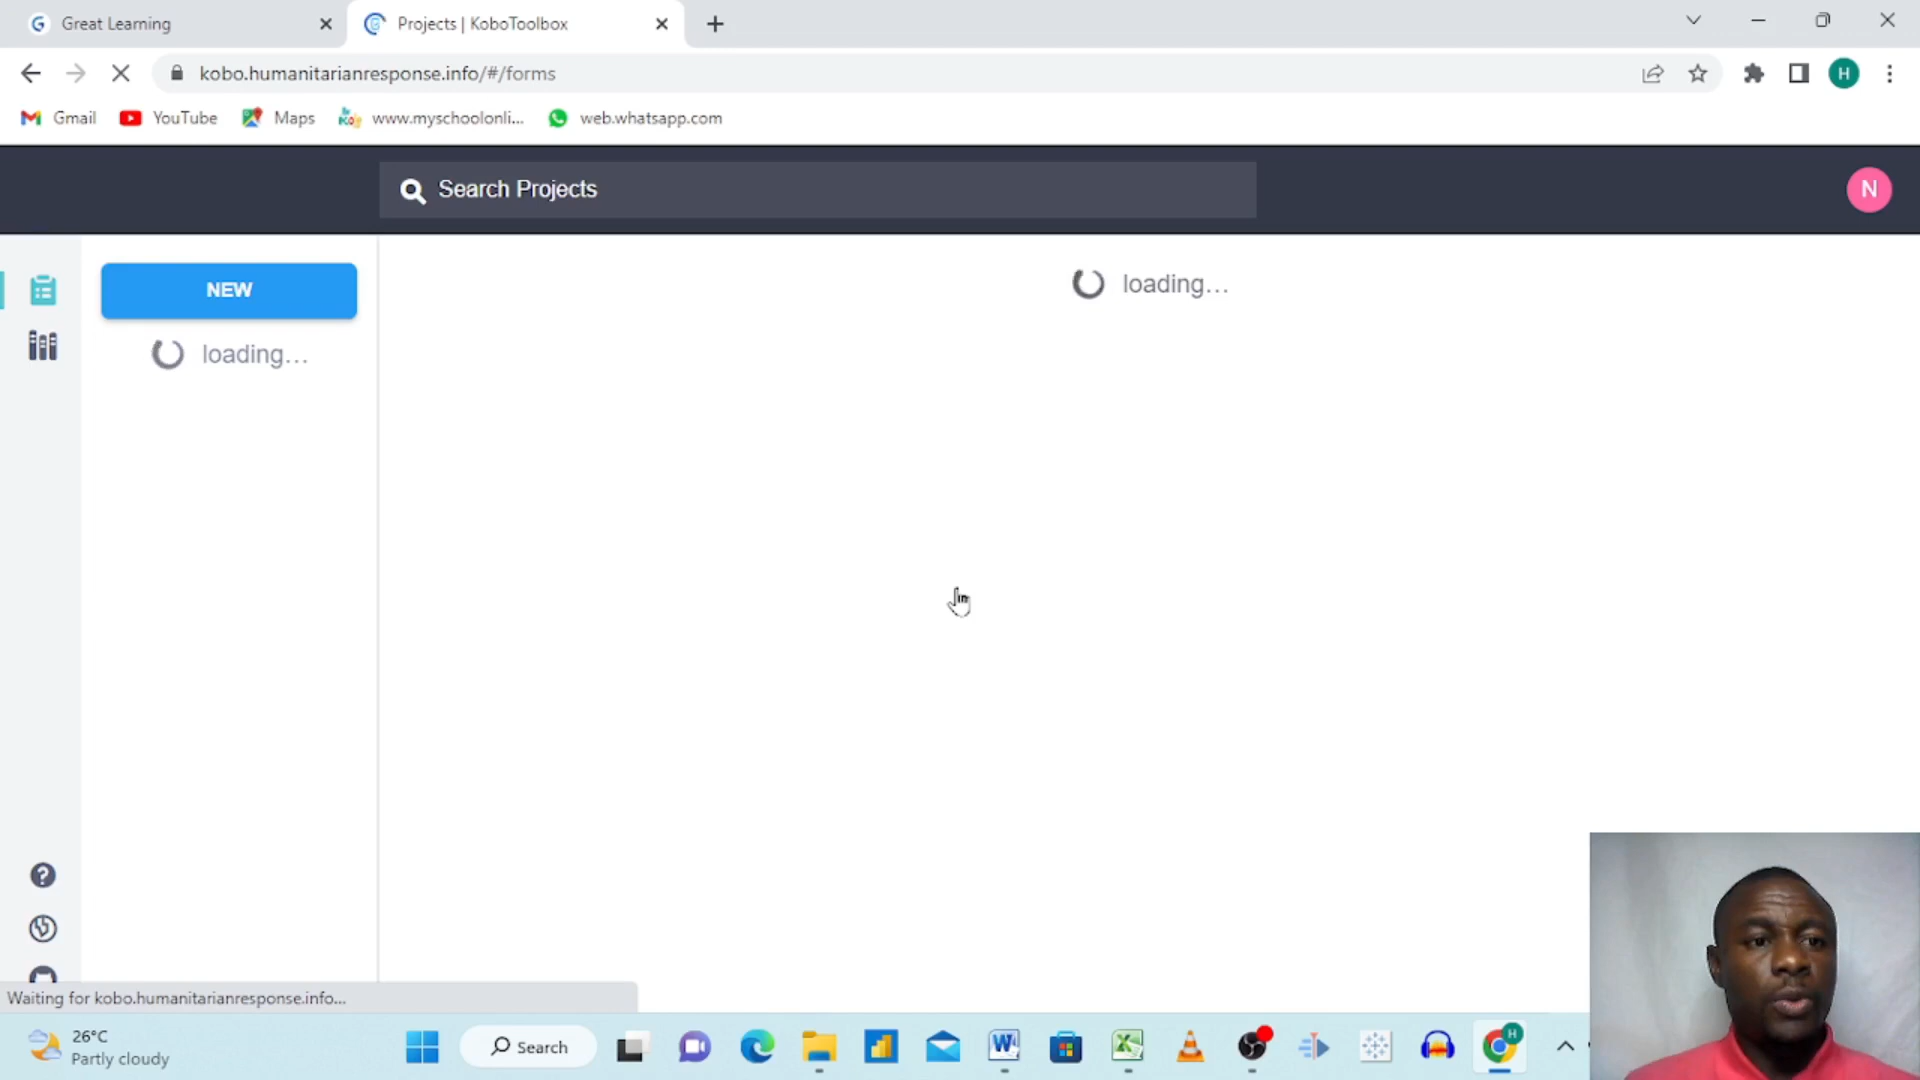 Great Learning
Projects | KoboToolbox
kobo.humanitarianresponse.info/#/forms
H
Gmail
YouTube
Maps
www.myschoolonli...
web.whatsapp.com
Search Projects
N
NEW
loading...
loading...
Waiting for kobo.humanitarianresponse.info...
26°C
Partly cloudy
Search
H